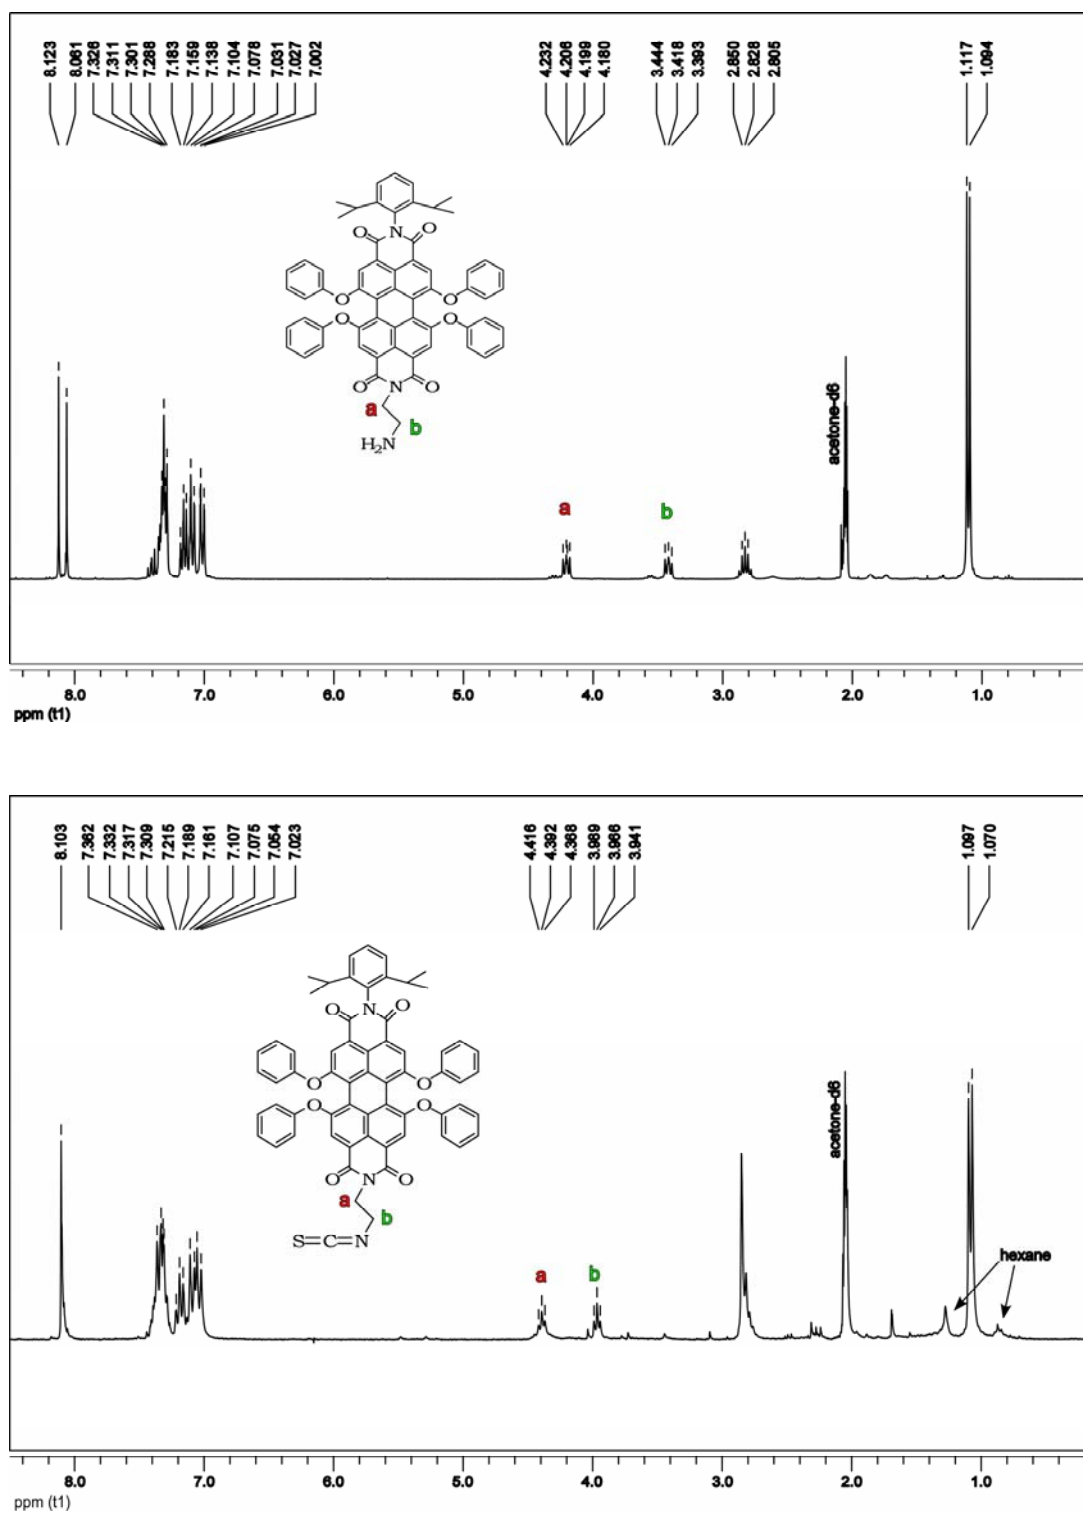 8.123 8.061 7.326 7.311 7.301 7.288 7.183 7.159 7.138 7.104 7.078 7.031 7.027 7.002 4.232 4.206 4.199 4.180 3.444 3.418 3.393 2.850 2.828 2.805 1.117 1.094
O N O
O O
O O
O N O
a
b
H₂N
a
b
acetone-d6
8.0 7.0 6.0 5.0 4.0 3.0 2.0 1.0
ppm (t1)
8.103 7.362 7.332 7.317 7.309 7.215 7.189 7.161 7.107 7.075 7.054 7.023 4.416 4.392 4.368 3.989 3.966 3.941 1.097 1.070
O N O
O O
O O
O N O
a
b
S=C=N
a
b
acetone-d6
hexane
8.0 7.0 6.0 5.0 4.0 3.0 2.0 1.0
ppm (t1)